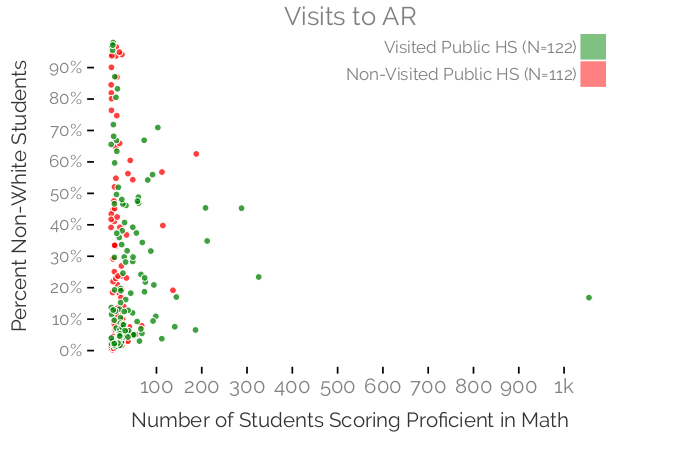 Visits to AR
Visited Public HS (N=122)
Non-Visited Public HS (N=112)
Percent Non-White Students
90%
80%
70%
60%
50%
40%
30%
20%
10%
0%
100 200 300 400 500 600 700 800 900 1k
Number of Students Scoring Proficient in Math